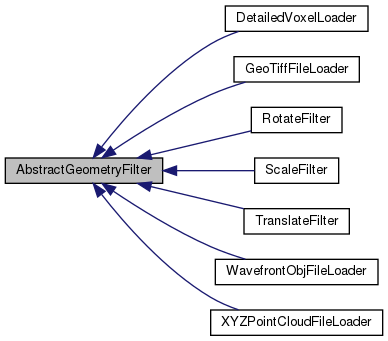 DetailedVoxelLoader
GeoTiffFileLoader
RotateFilter
AbstractGeometryFilter
ScaleFilter
TranslateFilter
WavefrontObjFileLoader
XYZPointCloudFileLoader